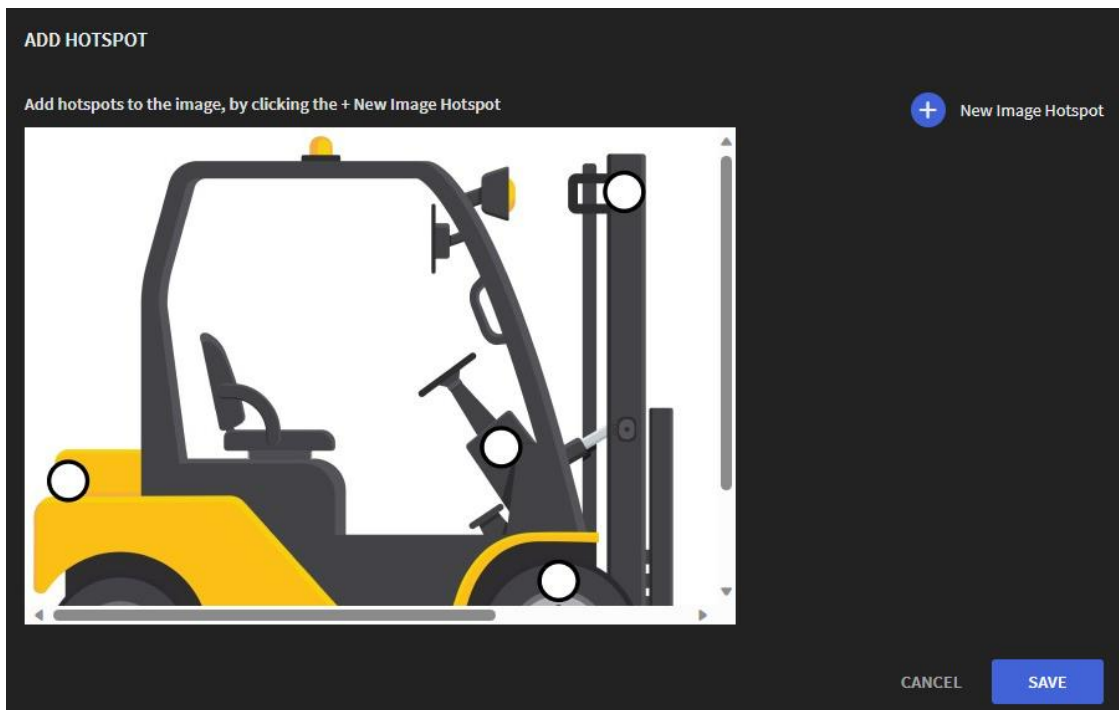 ADD HOTSPOT
Add hotspots to the image, by clicking the + New Image Hotspot
New Image Hotspot
CANCEL
SAVE